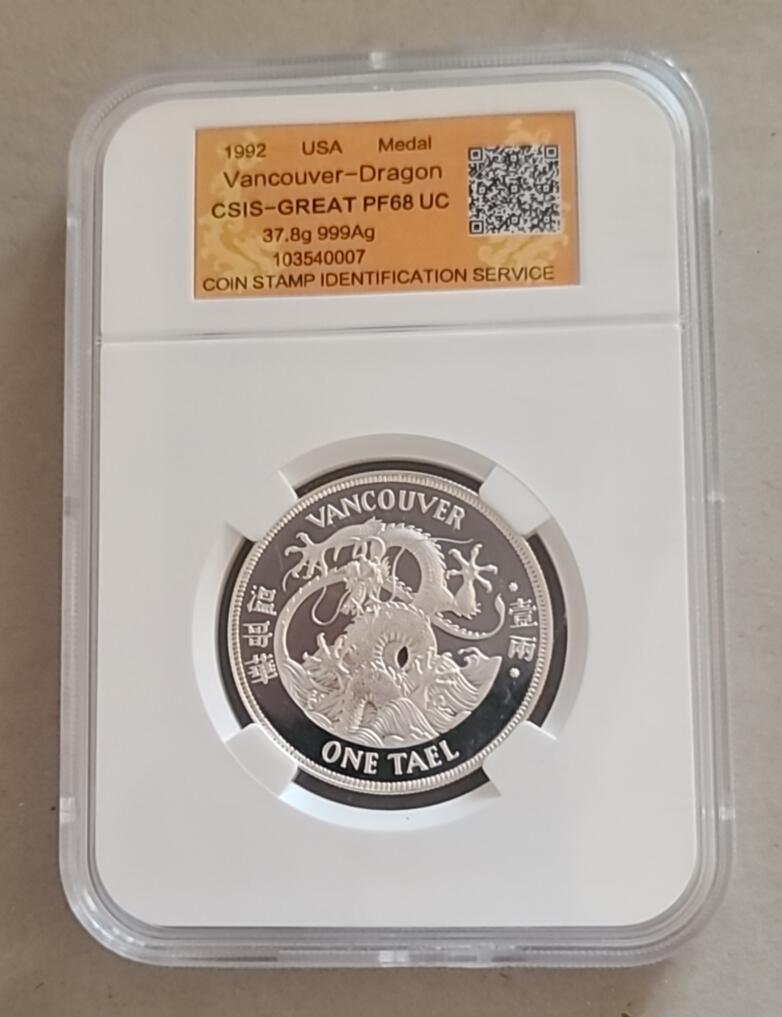 1992 USA Medal
Vancouver-Dragon
CSIS-GREAT PF68 UC
37.8g 999Ag
103540007
COIN STAMP IDENTIFICATION SERVICE
VANCOUVER
壹兩
ONE TAEL